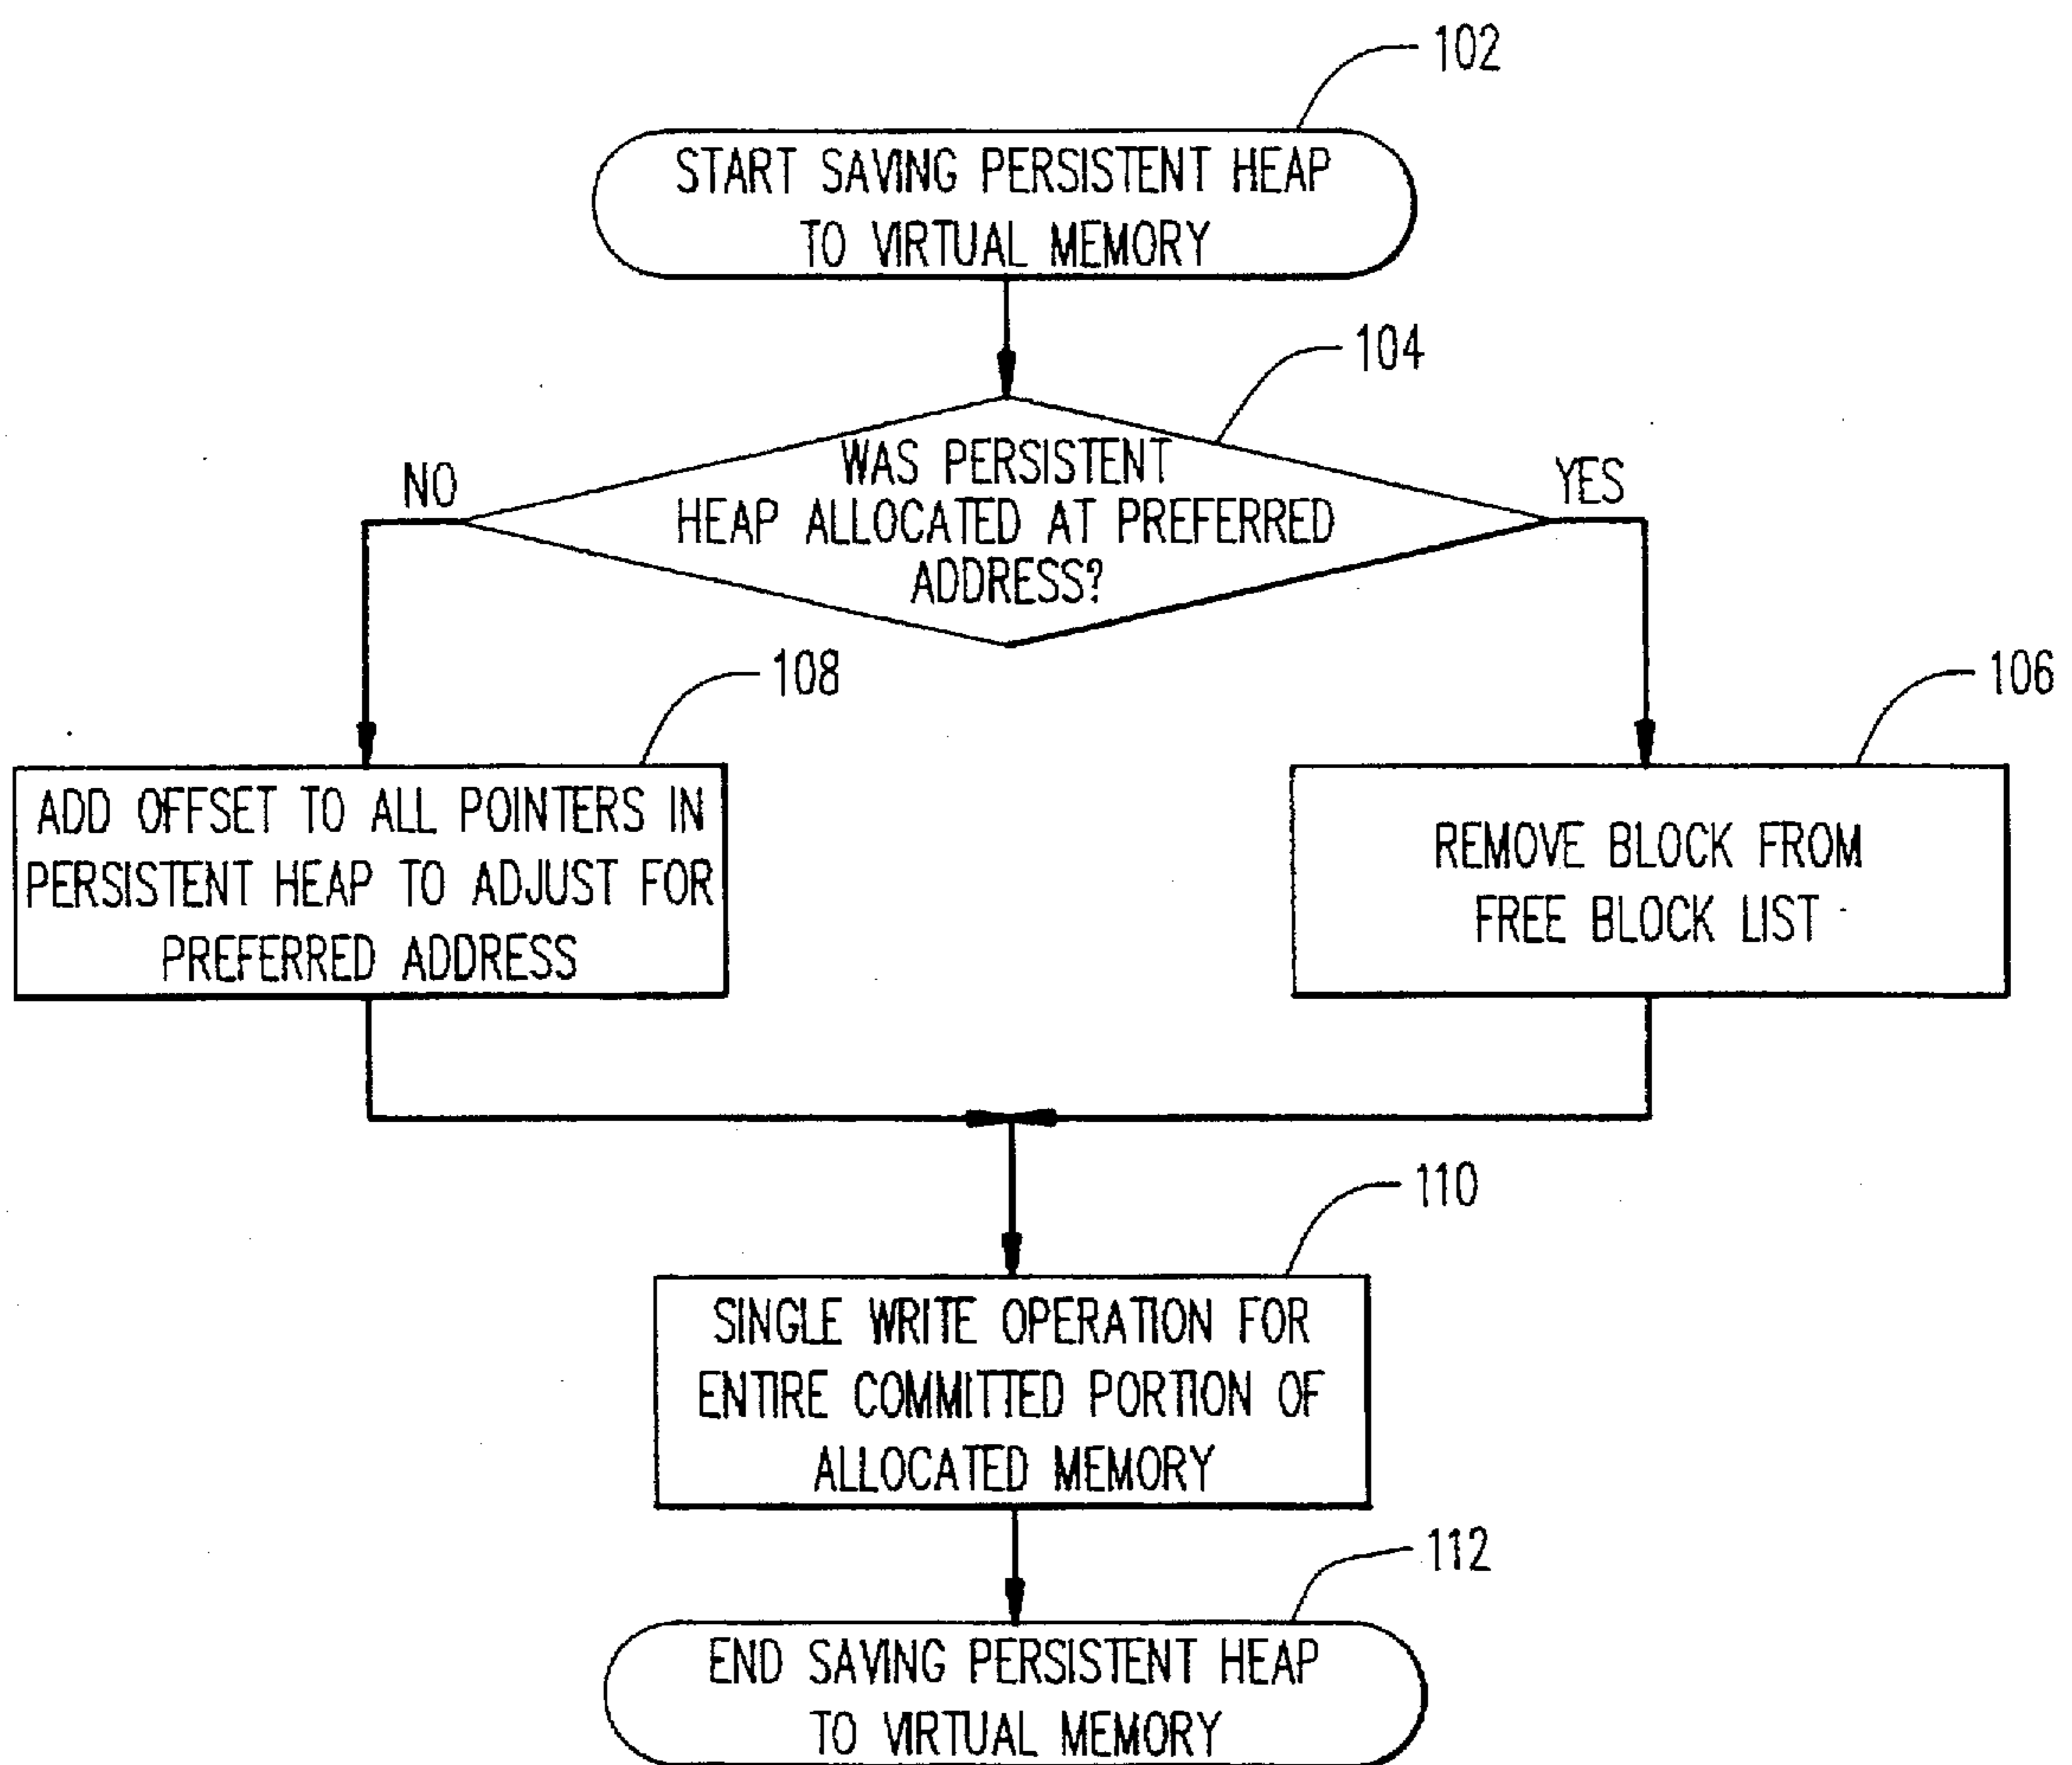 102
START SAVING PERSISTENT HEAP
TO VIRTUAL MEMORY
104
WAS PERSISTENT
HEAP ALLOCATED AT PREFERRED
ADDRESS?
NO
YES
108
106
ADD OFFSET TO ALL POINTERS IN
PERSISTENT HEAP TO ADJUST FOR
PREFERRED ADDRESS
REMOVE BLOCK FROM
FREE BLOCK LIST
110
SINGLE WRITE OPERATION FOR
ENTIRE COMMITTED PORTION OF
ALLOCATED MEMORY
112
END SAVING PERSISTENT HEAP
TO VIRTUAL MEMORY